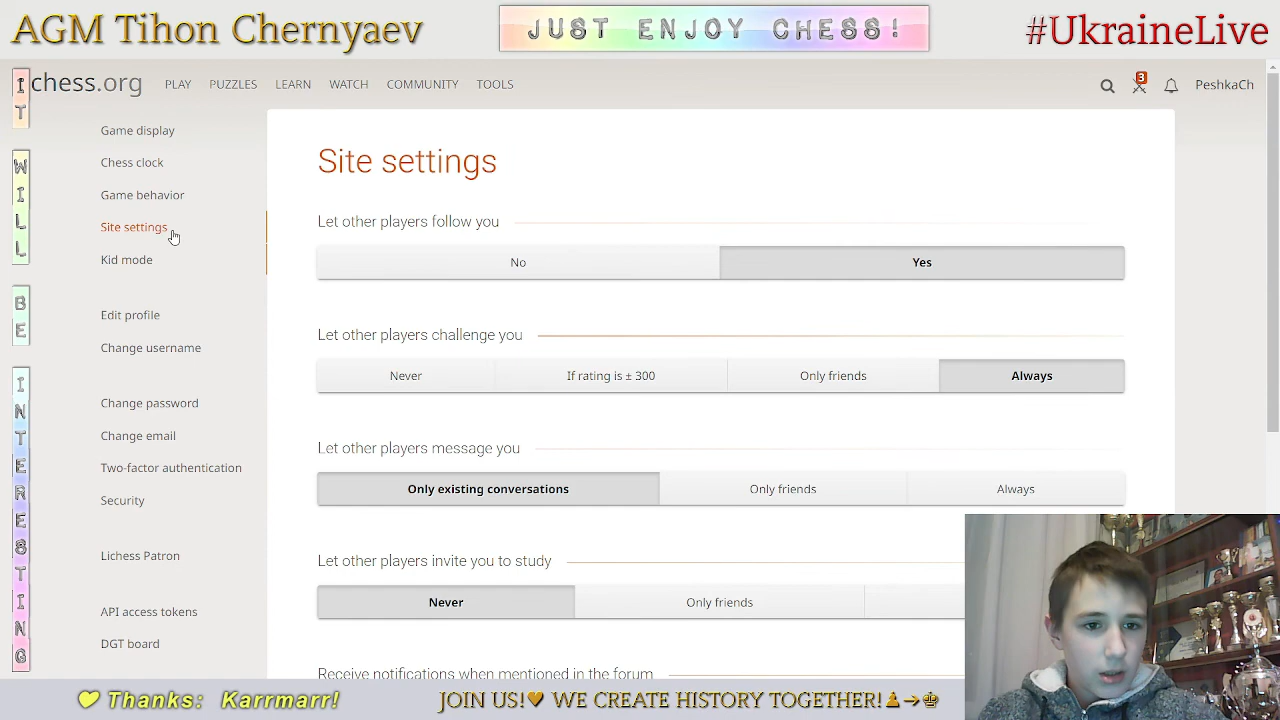 AGM Tihon Chernyaev
JUST ENJOY CHESS!
#UkraineLive
IT
WILL
BE
INTERESTING
chess.org
PLAY
PUZZLES
LEARN
WATCH
COMMUNITY
TOOLS
3
PeshkaCh
Game display
Chess clock
Game behavior
Site settings
Kid mode
Edit profile
Change username
Change password
Change email
Two-factor authentication
Security
Lichess Patron
API access tokens
DGT board
Site settings
Let other players follow you
No
Yes
Let other players challenge you
Never
If rating is ± 300
Only friends
Always
Let other players message you
Only existing conversations
Only friends
Always
Let other players invite you to study
Never
Only friends
Receive notifications when mentioned in the forum
Thanks: Karrmarr!
JOIN US! WE CREATE HISTORY TOGETHER!